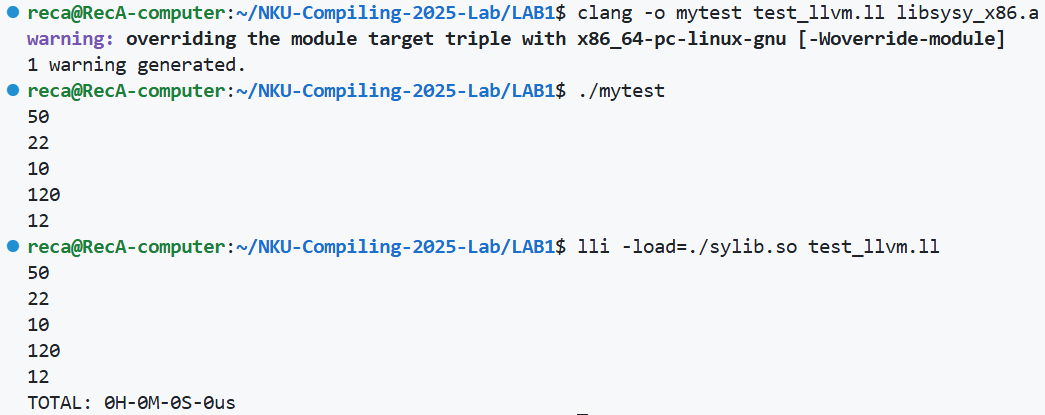 reca@RecA-computer:~/NKU-Compiling-2025-Lab/LAB1$ clang -o mytest test_llvm.ll libsysy_x86.a
warning: overriding the module target triple with x86_64-pc-linux-gnu [-Woverride-module]
1 warning generated.
reca@RecA-computer:~/NKU-Compiling-2025-Lab/LAB1$ ./mytest
50
22
10
120
12
reca@RecA-computer:~/NKU-Compiling-2025-Lab/LAB1$ lli -load=./sylib.so test_llvm.ll
50
22
10
120
12
TOTAL: 0H-0M-0S-0us